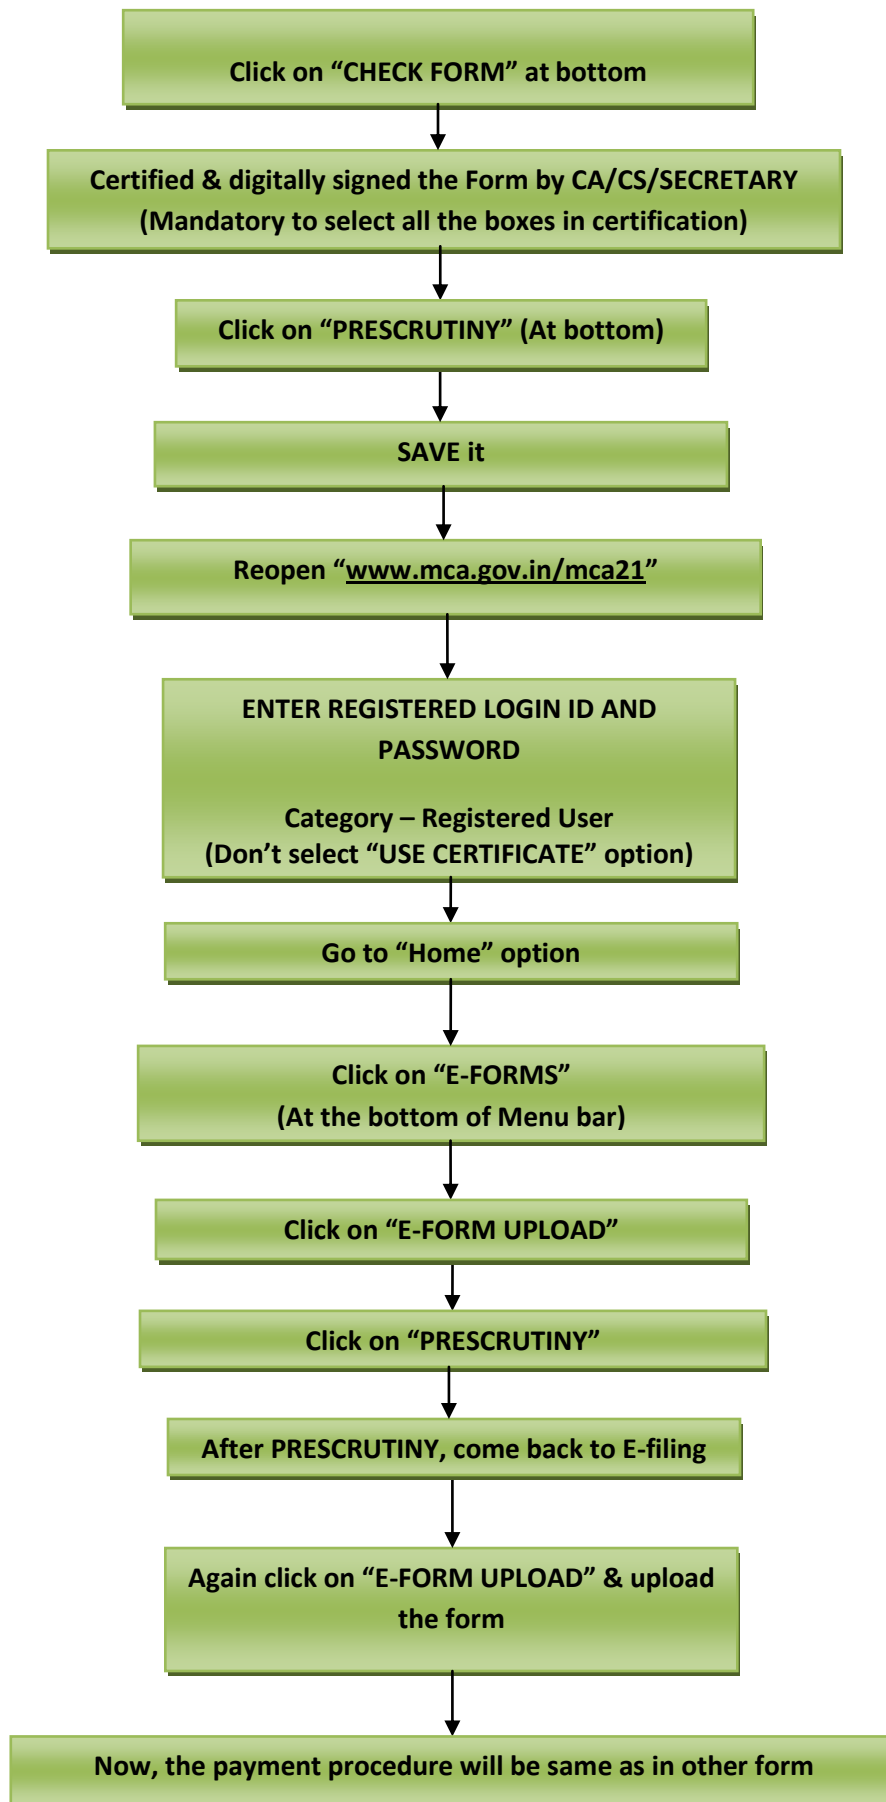 Click on “CHECK FORM” at bottom
Certified & digitally signed the Form by CA/CS/SECRETARY
(Mandatory to select all the boxes in certification)
Click on “PRESCRUTINY” (At bottom)
SAVE it
Reopen “www.mca.gov.in/mca21”
ENTER REGISTERED LOGIN ID AND
PASSWORD
Category – Registered User
(Don’t select “USE CERTIFICATE” option)
Go to “Home” option
Click on “E-FORMS”
(At the bottom of Menu bar)
Click on “E-FORM UPLOAD”
Click on “PRESCRUTINY”
After PRESCRUTINY, come back to E-filing
Again click on “E-FORM UPLOAD” & upload
the form
Now, the payment procedure will be same as in other form